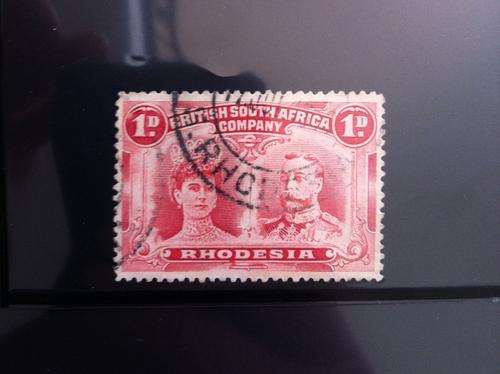 1D BRITISH SOUTH AFRICA 1D
COMPANY
RHODESIA